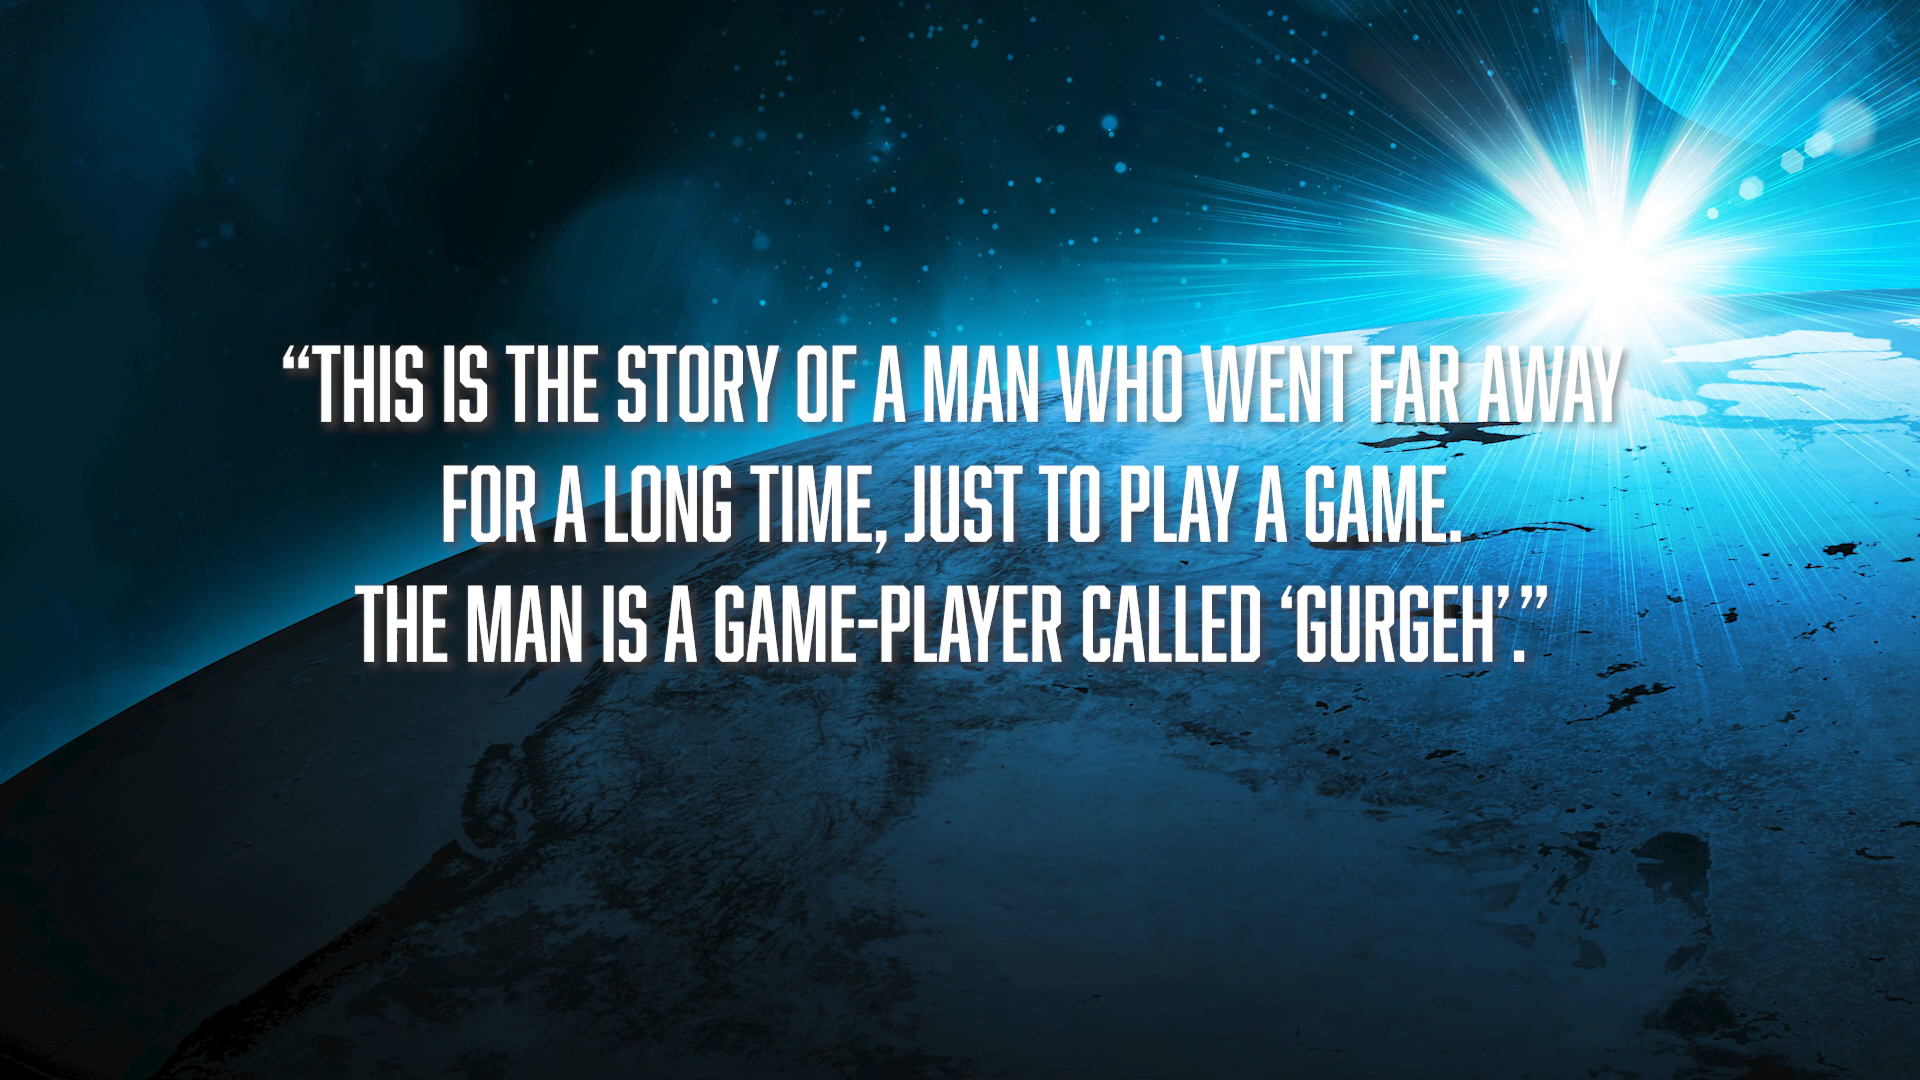 “THIS IS THE STORY OF A MAN WHO WENT FAR AWAY
FOR A LONG TIME, JUST TO PLAY A GAME.
THE MAN IS A GAME-PLAYER CALLED ‘GURGEH’.”